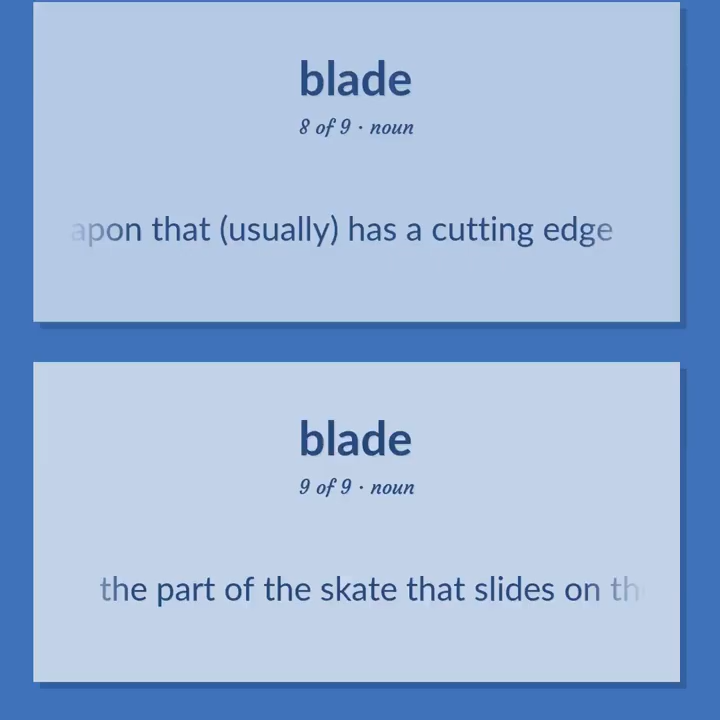 blade
8 of 9 · noun
apon that (usually) has a cutting edge
blade
9 of 9 · noun
the part of the skate that slides on the